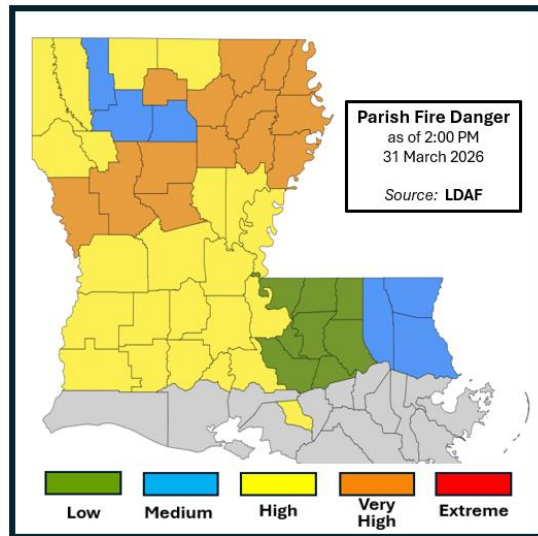 Parish Fire Danger
as of 2:00 PM
31 March 2026
Source: LDAF
Low
Medium
High
Very
High
Extreme